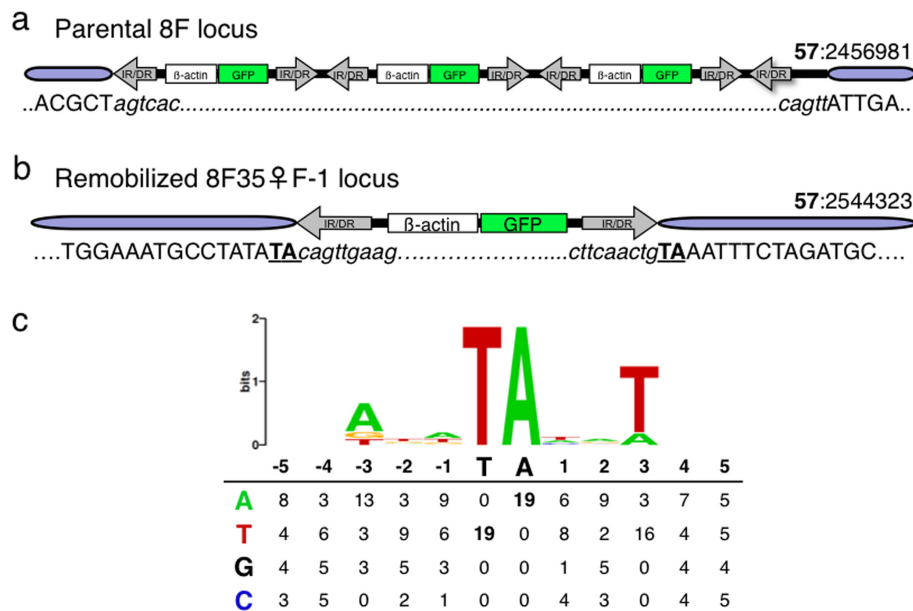 a
Parental 8F locus
57:2456981
IR/DR ß-actin GFP IR/DR IR/DR ß-actin GFP IR/DR IR/DR ß-actin GFP IR/DR IR/DR
..ACGCTagtcac....................................................................................................cagttATTGA..
b
Remobilized 8F35♀F-1 locus
57:2544323
IR/DR ß-actin GFP IR/DR
....TGGAAATGCCTATATAcagttgaag............................cttcaactgTAAATTTCTAGATGC....
c
2
bits
1
0
-5 -4 -3 -2 -1 T A 1 2 3 4 5
A 8 3 13 3 9 0 19 6 9 3 7 5
T 4 6 3 9 6 19 0 8 2 16 4 5
G 4 5 3 5 3 0 0 1 5 0 4 4
C 3 5 0 2 1 0 0 4 3 0 4 5